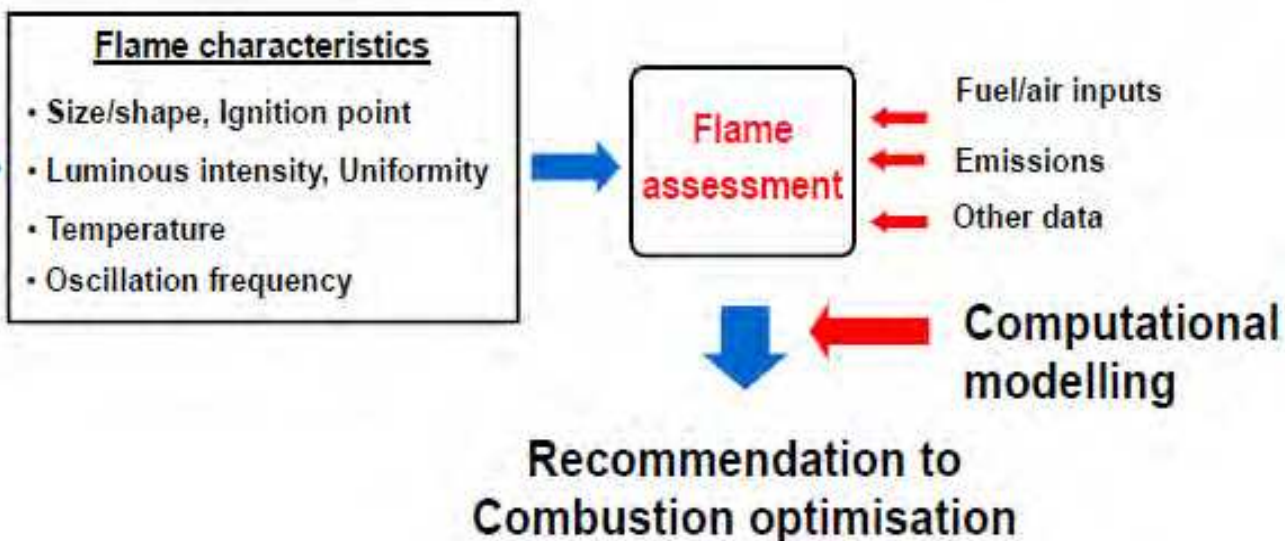 Flame characteristics
• Size/shape, Ignition point
• Luminous intensity, Uniformity
• Temperature
• Oscillation frequency
Flame
assessment
Fuel/air inputs
Emissions
Other data
Computational
modelling
Recommendation to
Combustion optimisation